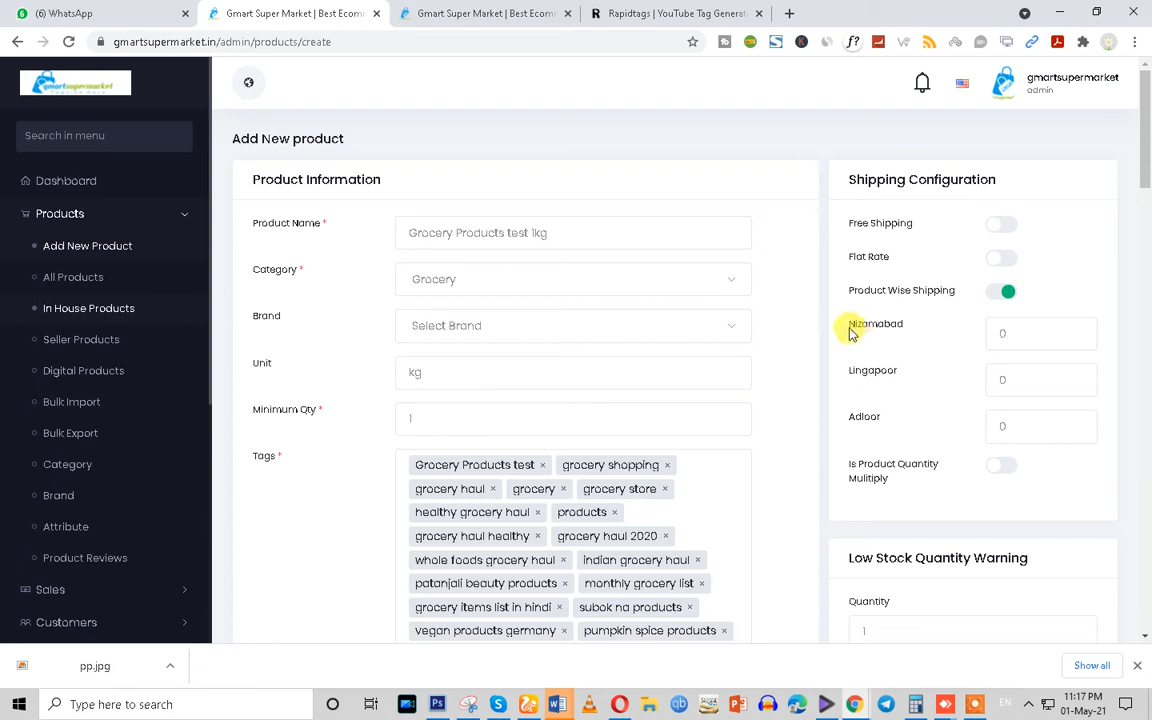 (6) WhatsApp
Gmart Super Market | Best Ecomm
Gmart Super Market | Best Ecomm
Rapidtags | YouTube Tag Generat
gmartsupermarket.in/admin/products/create
gmartsupermarket
admin
Search in menu
Dashboard
Products
Add New Product
All Products
In House Products
Seller Products
Digital Products
Bulk Import
Bulk Export
Category
Brand
Attribute
Product Reviews
Sales
Customers
Add New product
Product Information
Product Name *
Grocery Products test 1kg
Category *
Grocery
Brand
Select Brand
Unit
kg
Minimum Qty *
1
Tags *
Grocery Products test × grocery shopping ×
grocery haul × grocery × grocery store ×
healthy grocery haul × products ×
grocery haul healthy × grocery haul 2020 ×
whole foods grocery haul × indian grocery haul ×
patanjali beauty products × monthly grocery list ×
grocery items list in hindi × subok na products ×
vegan products germany × pumpkin spice products ×
Shipping Configuration
Free Shipping
Flat Rate
Product Wise Shipping
Nizamabad
0
Lingapoor
0
Adloor
0
Is Product Quantity
Mulitiply
Low Stock Quantity Warning
Quantity
1
pp.jpg
Show all
Type here to search
EN
11:17 PM
01-May-21